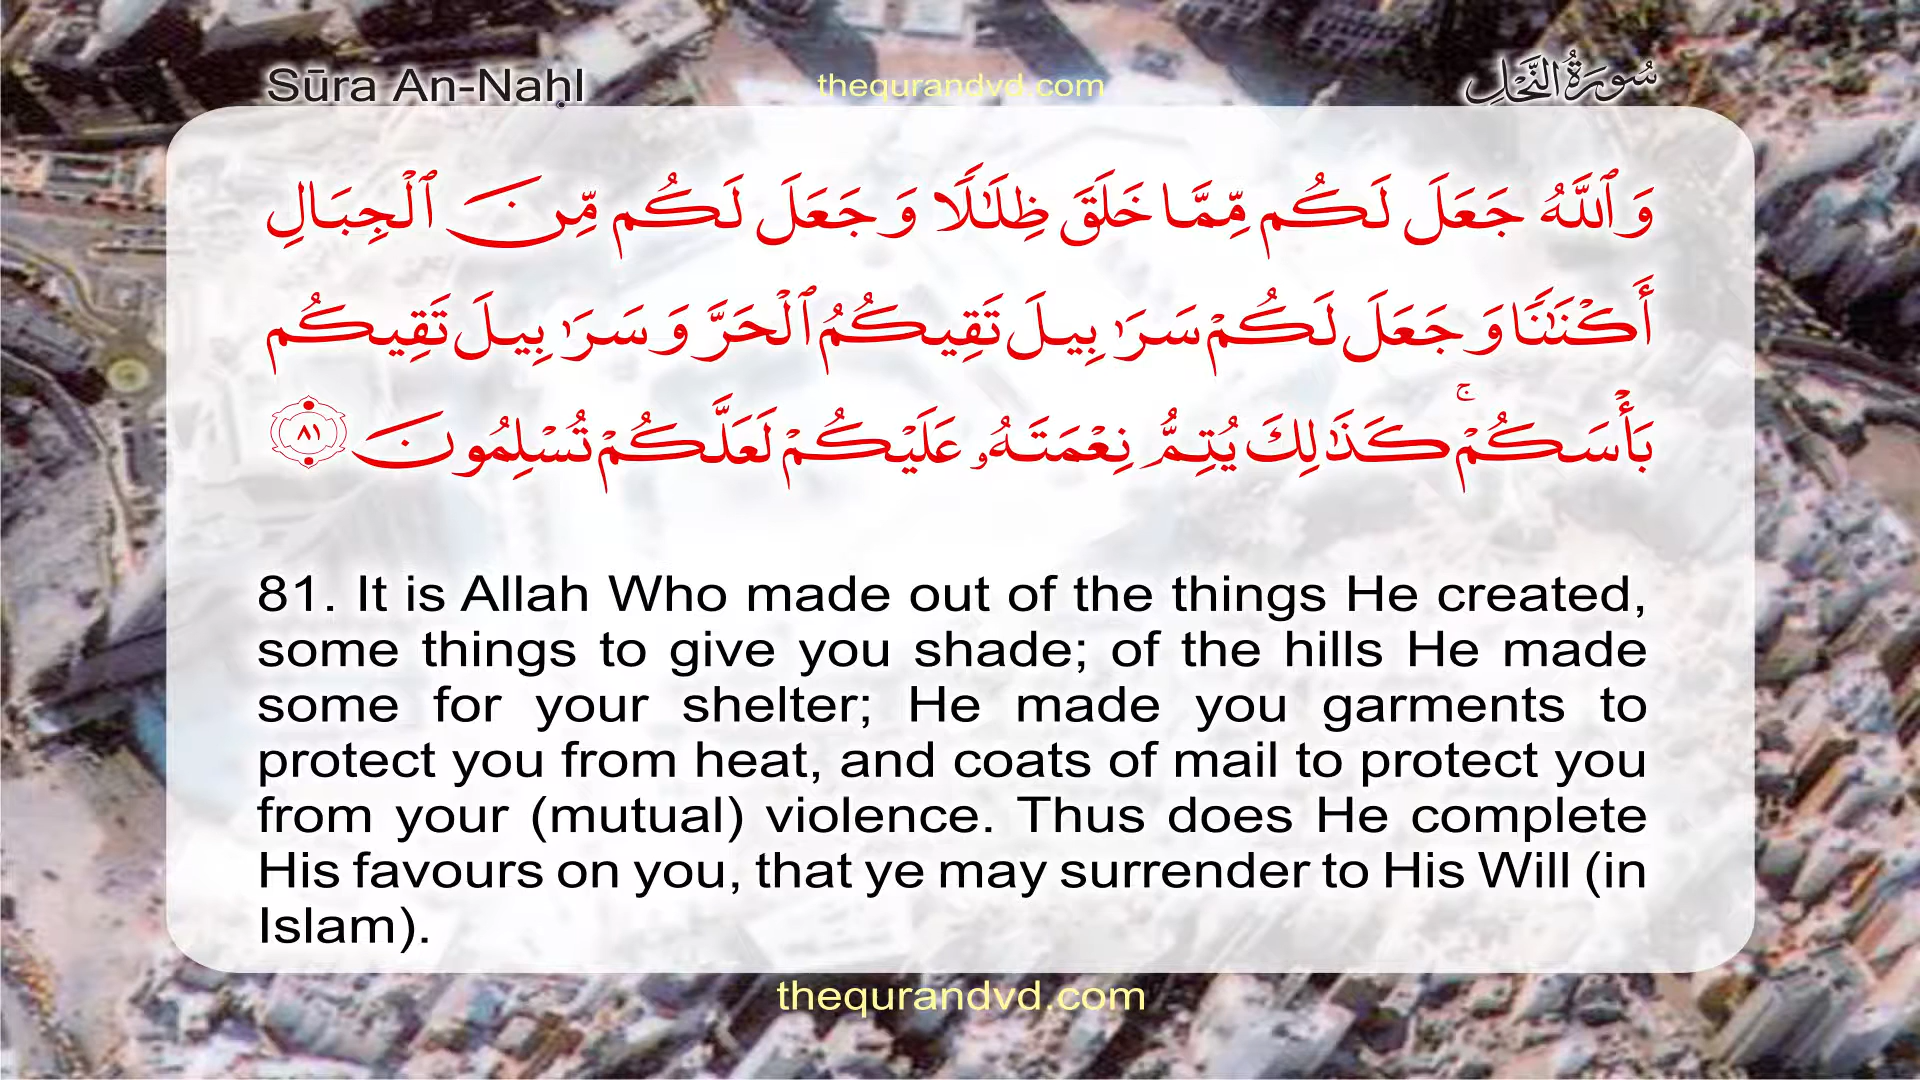 Sūra An-Naḥl
thequrandvd.com
سُورَةُ النَّحْلِ
وَٱللَّهُ جَعَلَ لَكُم مِّمَّا خَلَقَ ظِلَٰلًا وَجَعَلَ لَكُم مِّنَ ٱلْجِبَالِ
أَكْنَٰنًا وَجَعَلَ لَكُمْ سَرَٰبِيلَ تَقِيكُمُ ٱلْحَرَّ وَسَرَٰبِيلَ تَقِيكُم
بَأْسَكُمْ ۚ كَذَٰلِكَ يُتِمُّ نِعْمَتَهُۥ عَلَيْكُمْ لَعَلَّكُمْ تُسْلِمُونَ ٨١
81. It is Allah Who made out of the things He created,
some things to give you shade; of the hills He made
some for your shelter; He made you garments to
protect you from heat, and coats of mail to protect you
from your (mutual) violence. Thus does He complete
His favours on you, that ye may surrender to His Will (in
Islam).
thequrandvd.com